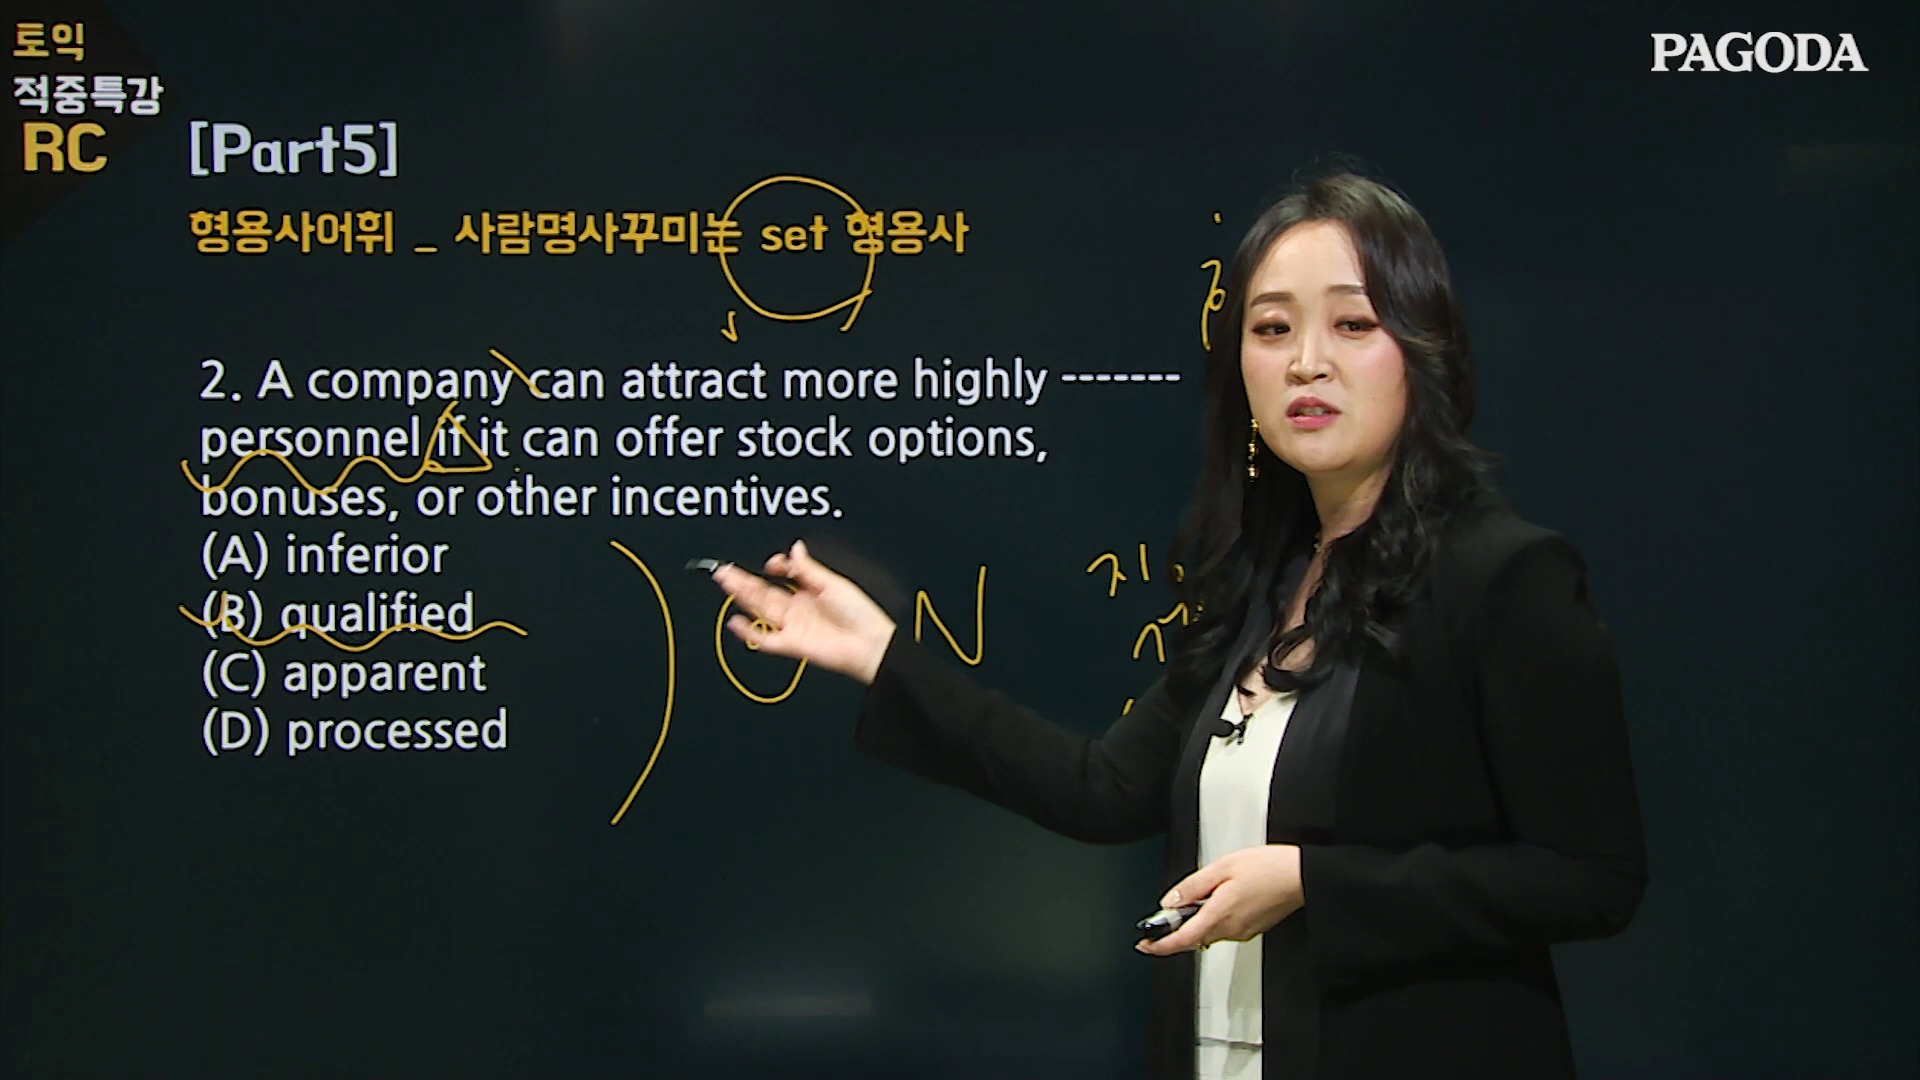 토익
적중특강
RC
PAGODA
[Part5]
형용사어휘 _ 사람명사꾸미는 set 형용사
2. A company can attract more highly -------
personnel if it can offer stock options,
bonuses, or other incentives.
(A) inferior
(B) qualified
(C) apparent
(D) processed
N